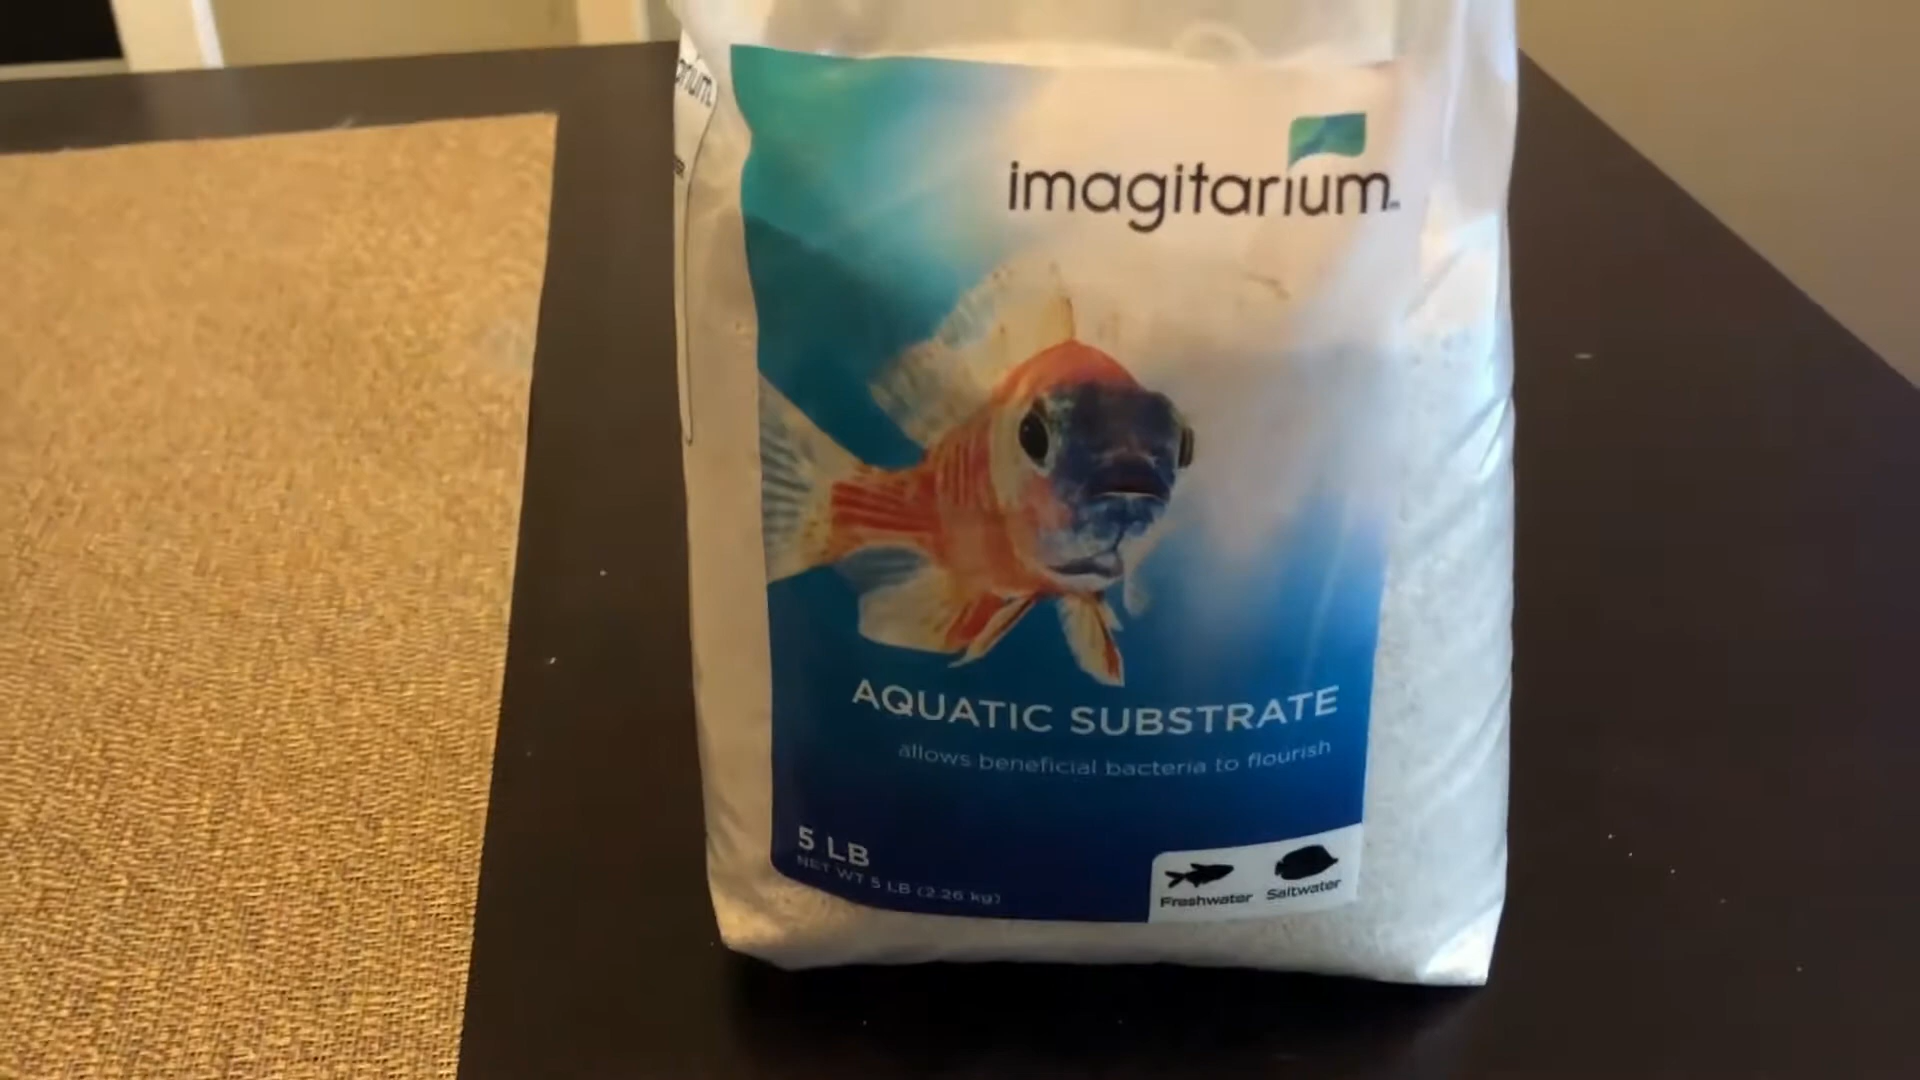 imagitarium
AQUATIC SUBSTRATE
allows beneficial bacteria to flourish
5 LB
NET WT 5 LB (2.26 kg)
Freshwater
Saltwater